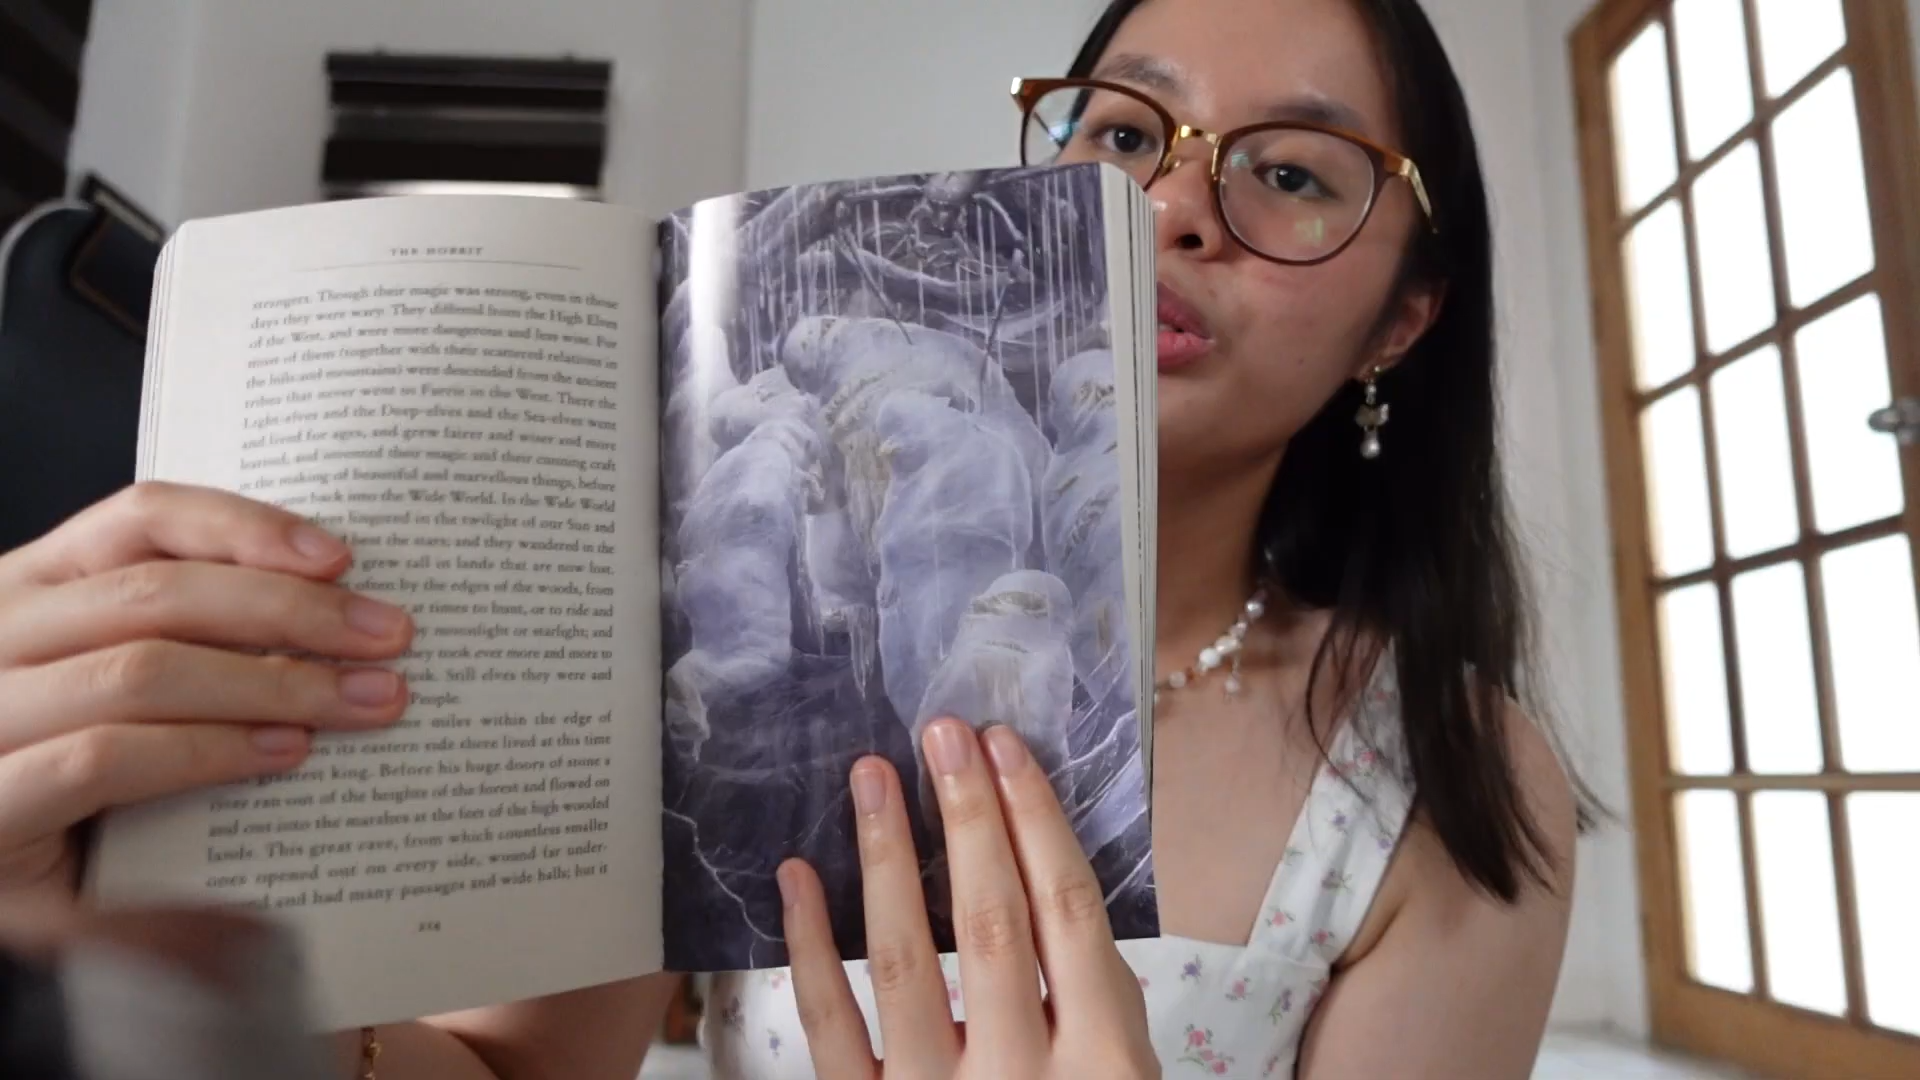 THE HOBBIT
strangers. Though their magic was strong, even in those
days they were wary. They differed from the High Elves
of the West, and were more dangerous and less wise. For
most of them (together with their scattered relations in
the hills and mountains) were descended from the ancient
tribes that never went to Faerie in the West. There the
Light-elves and the Deep-elves and the Sea-elves went
and lived for ages, and grew fairer and wiser and more
learned, and invented their magic and their cunning craft
in the making of beautiful and marvellous things, before
came back into the Wide World. In the Wide World
elves lingered in the twilight of our Sun and
but the stars; and they wandered in the
grew tall in lands that are now lost.
often by the edges of the woods, from
at times to hunt, or to ride and
by moonlight or starlight; and
they took ever more and more to
dusk. Still elves they were and
People.
miles within the edge of
on its eastern side there lived at this time
greatest king. Before his huge doors of stone a
river ran out of the heights of the forest and flowed on
and out into the marshes at the feet of the high wooded
lands. This great cave, from which countless smaller
ones opened out on every side, wound far under-
and had many passages and wide halls; but it